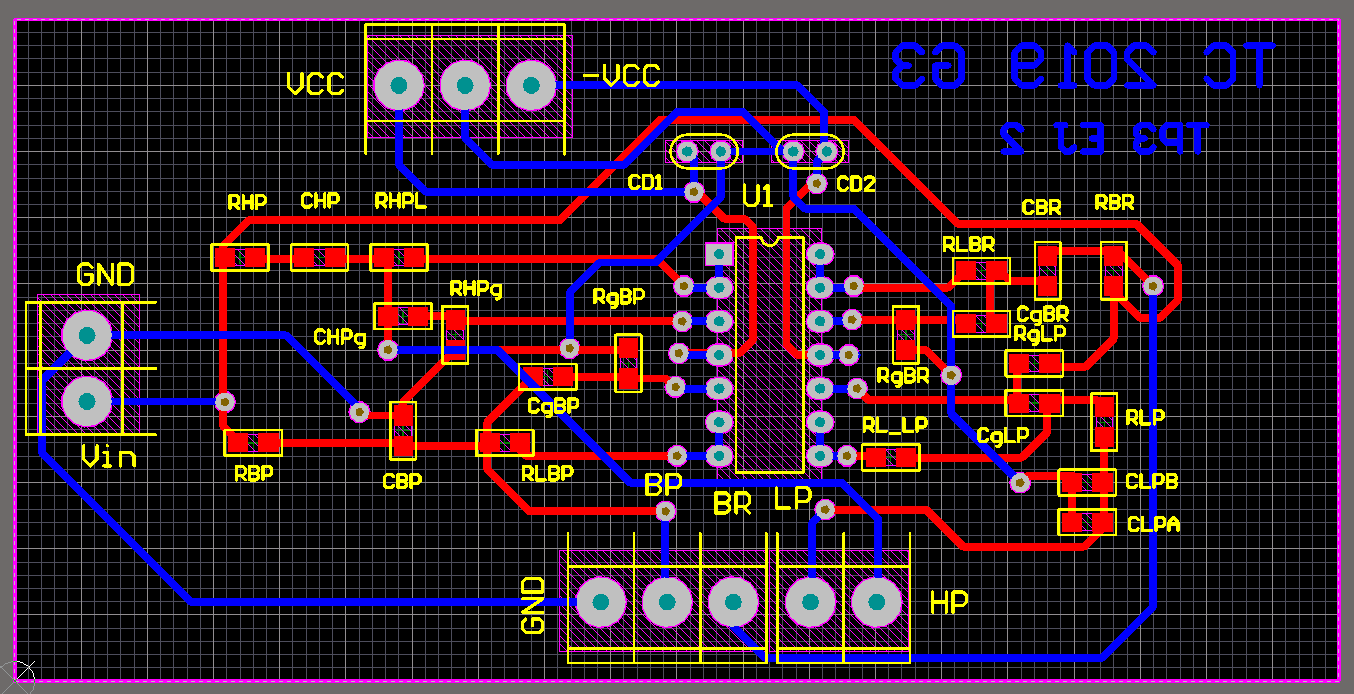 VCC
-VCC
TC 2019 G3
TP3 EJ 2
CD1
CD2
U1
RHP
CHP
RHPL
CBR
RBR
RLBR
GND
RHPg
RgBP
CHPg
CgBR
RgLP
RgBR
CgBP
CgLP
RL_LP
RLP
Vin
RBP
CBP
RLBP
BP
BR
LP
CLPB
CLPA
GND
HP